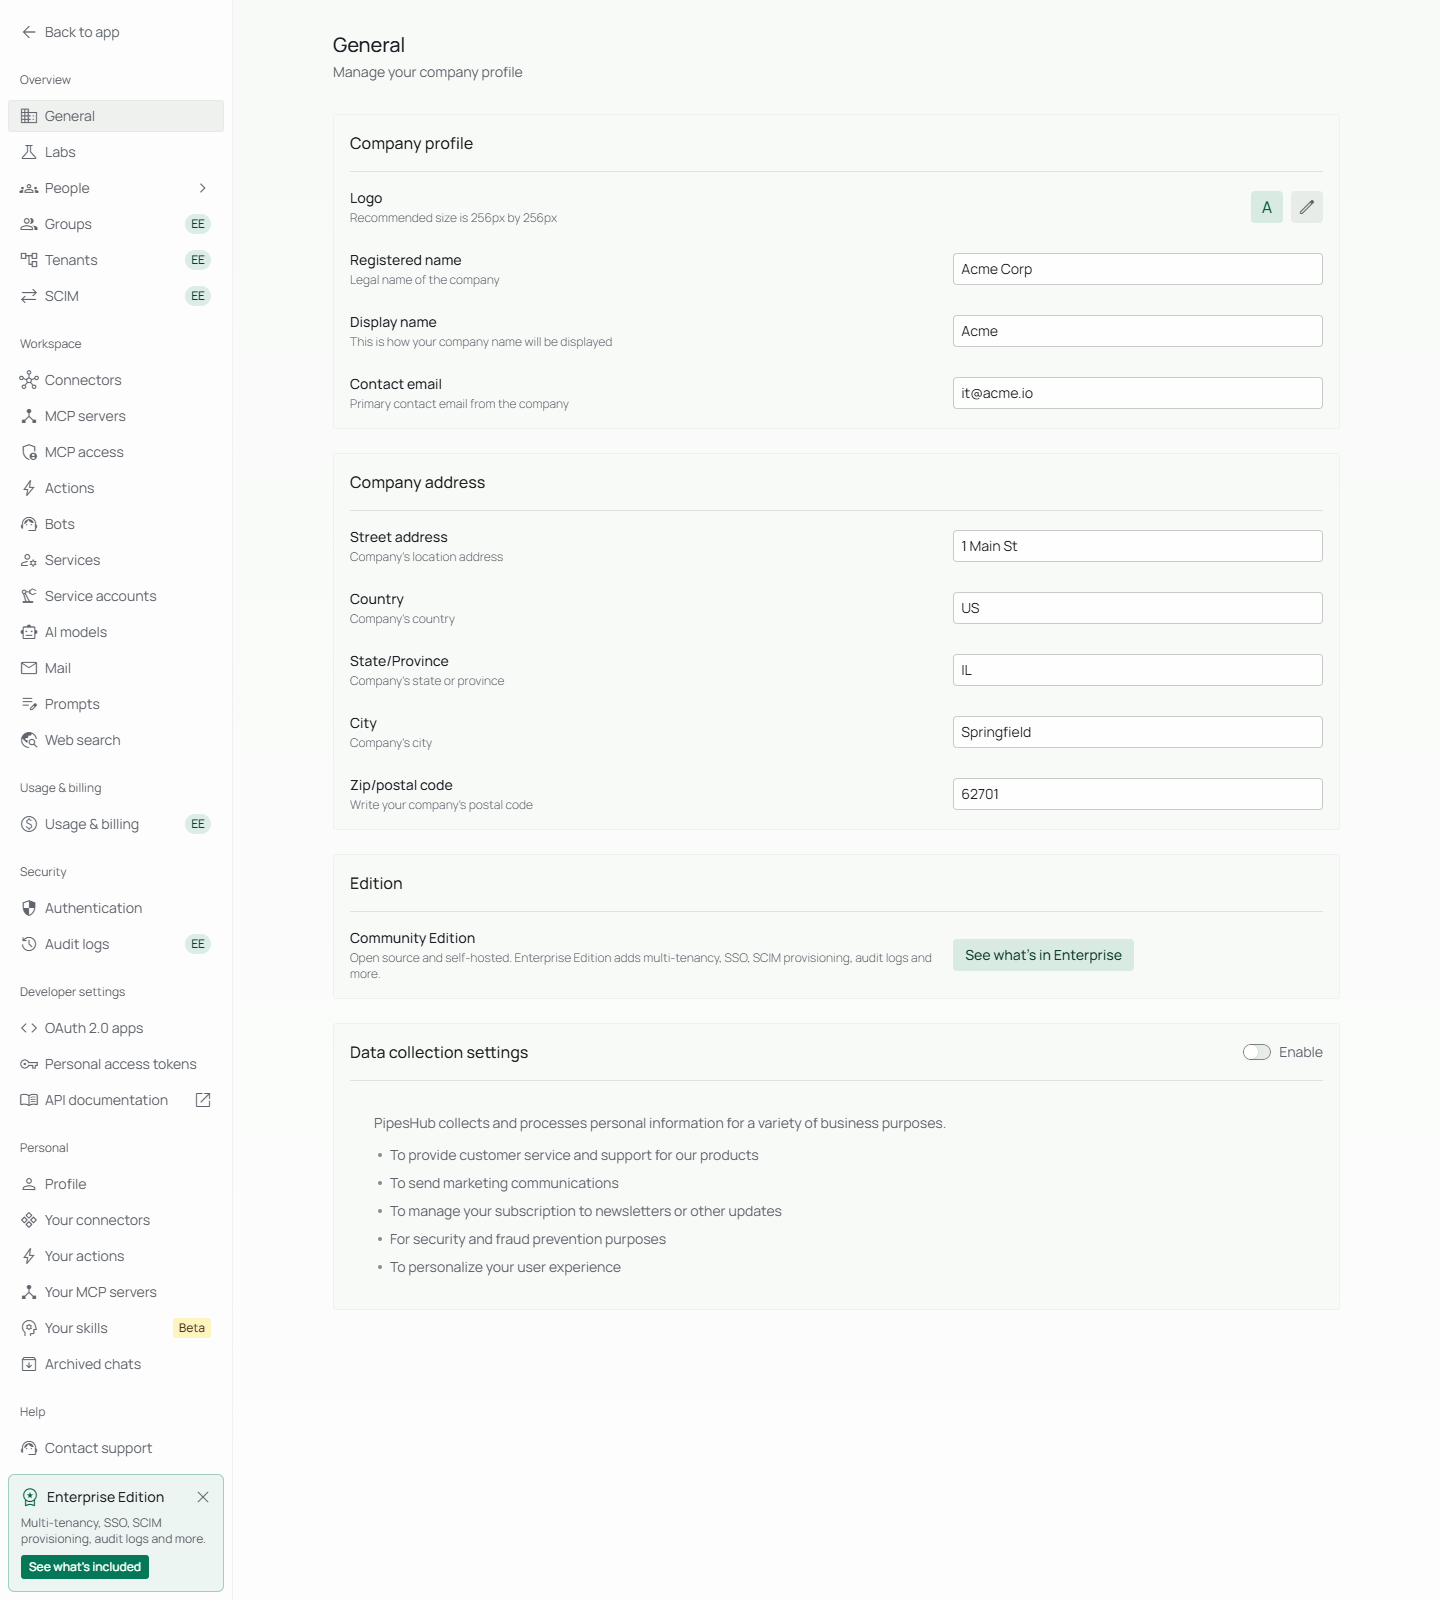 Back to app
Overview
General
Labs
People
Groups EE
Tenants EE
SCIM EE
Workspace
Connectors
MCP servers
MCP access
Actions
Bots
Services
Service accounts
AI models
Mail
Prompts
Web search
Usage & billing
Usage & billing EE
Security
Authentication
Audit logs EE
Developer settings
OAuth 2.0 apps
Personal access tokens
API documentation
Personal
Profile
Your connectors
Your actions
Your MCP servers
Your skills Beta
Archived chats
Help
Contact support
Enterprise Edition
Multi-tenancy, SSO, SCIM
provisioning, audit logs and more.
See what's included
General
Manage your company profile
Company profile
Logo
Recommended size is 256px by 256px
A
Registered name
Legal name of the company
Acme Corp
Display name
This is how your company name will be displayed
Acme
Contact email
Primary contact email from the company
it@acme.io
Company address
Street address
Company's location address
1 Main St
Country
Company's country
US
State/Province
Company's state or province
IL
City
Company's city
Springfield
Zip/postal code
Write your company's postal code
62701
Edition
Community Edition
Open source and self-hosted. Enterprise Edition adds multi-tenancy, SSO, SCIM provisioning, audit logs and
more.
See what's in Enterprise
Data collection settings
Enable
PipesHub collects and processes personal information for a variety of business purposes.
• To provide customer service and support for our products
• To send marketing communications
• To manage your subscription to newsletters or other updates
• For security and fraud prevention purposes
• To personalize your user experience